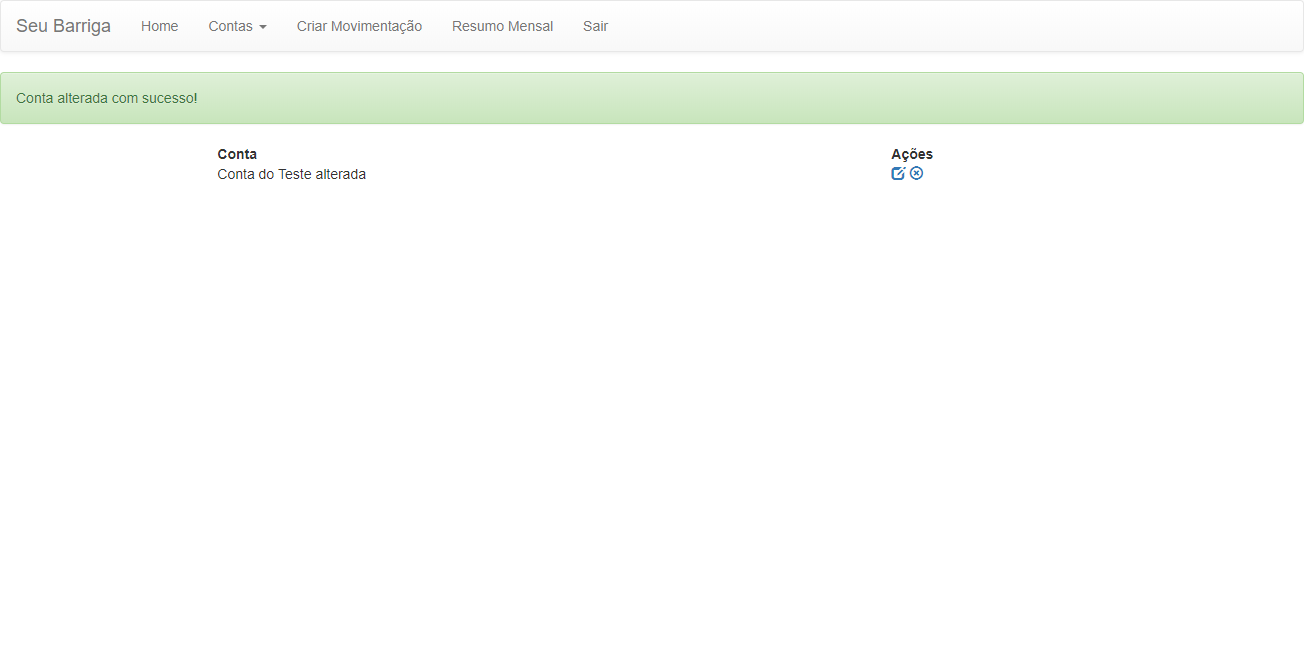 Seu Barriga Home Contas Criar Movimentação Resumo Mensal Sair
Conta alterada com sucesso!
Conta Ações
Conta do Teste alterada